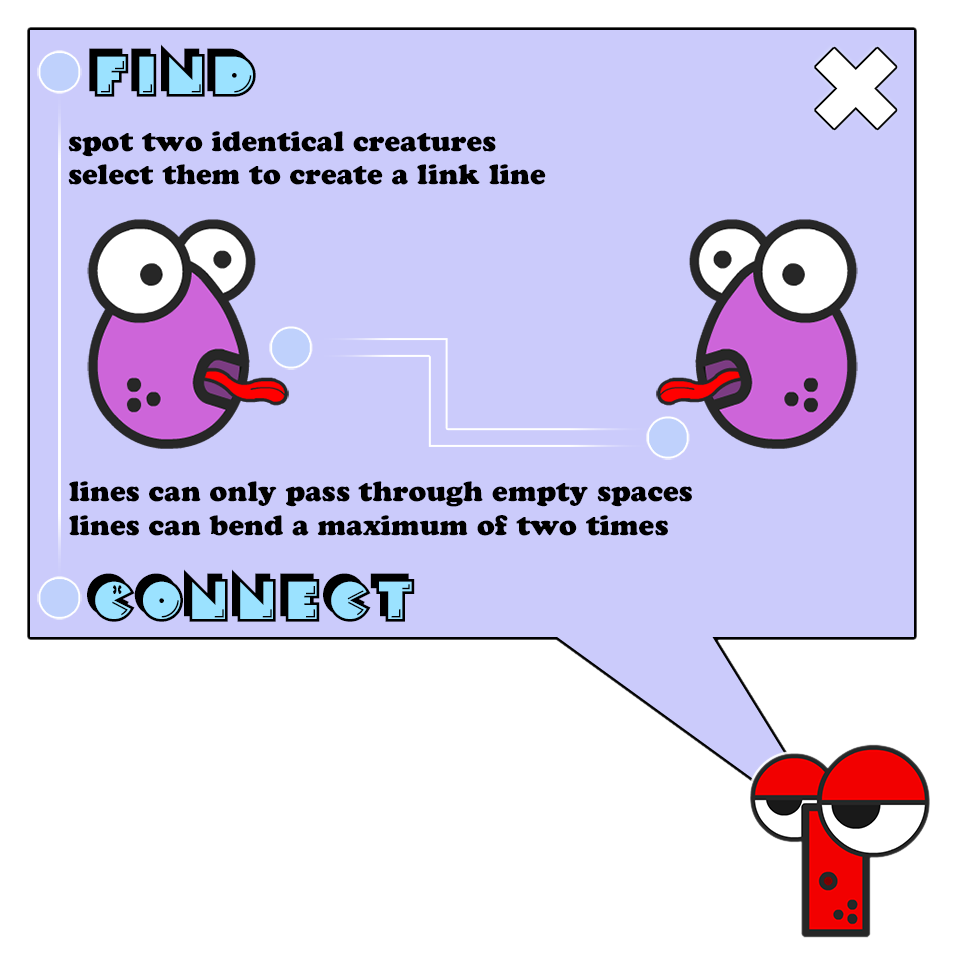 FIND
spot two identical creatures
select them to create a link line
lines can only pass through empty spaces
lines can bend a maximum of two times
CONNECT